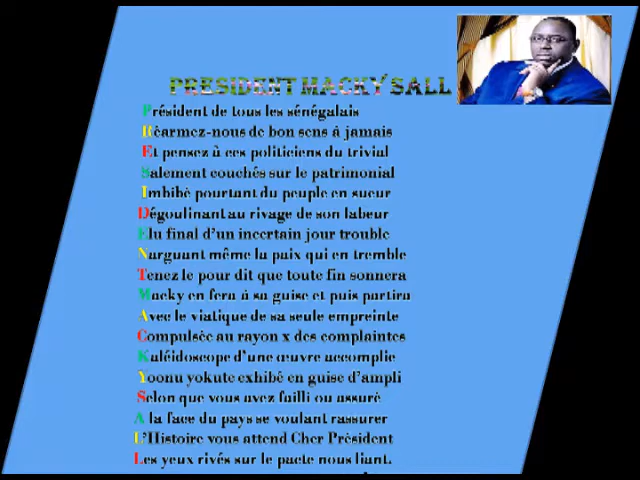 PRESIDENT MACKY SALL
Président de tous les sénégalais
Réarmez-nous de bon sens à jamais
Et pensez à ces politiciens du trivial
Salement couchés sur le patrimonial
Imbibé pourtant du peuple en sueur
Dégoulinant au rivage de son labeur
Elu final d'un incertain jour trouble
Narguant même la paix qui en tremble
Tenez le pour dit que toute fin sonnera
Macky en fera à sa guise et puis partira
Avec le viatique de sa seule empreinte
Compulsée au rayon x des complaintes
Kaléidoscope d'une œuvre accomplie
Yoonu yokute exhibé en guise d'ampli
Selon que vous avez failli ou assuré
A la face du pays se voulant rassurer
L'Histoire vous attend Cher Président
Les yeux rivés sur le pacte nous liant.